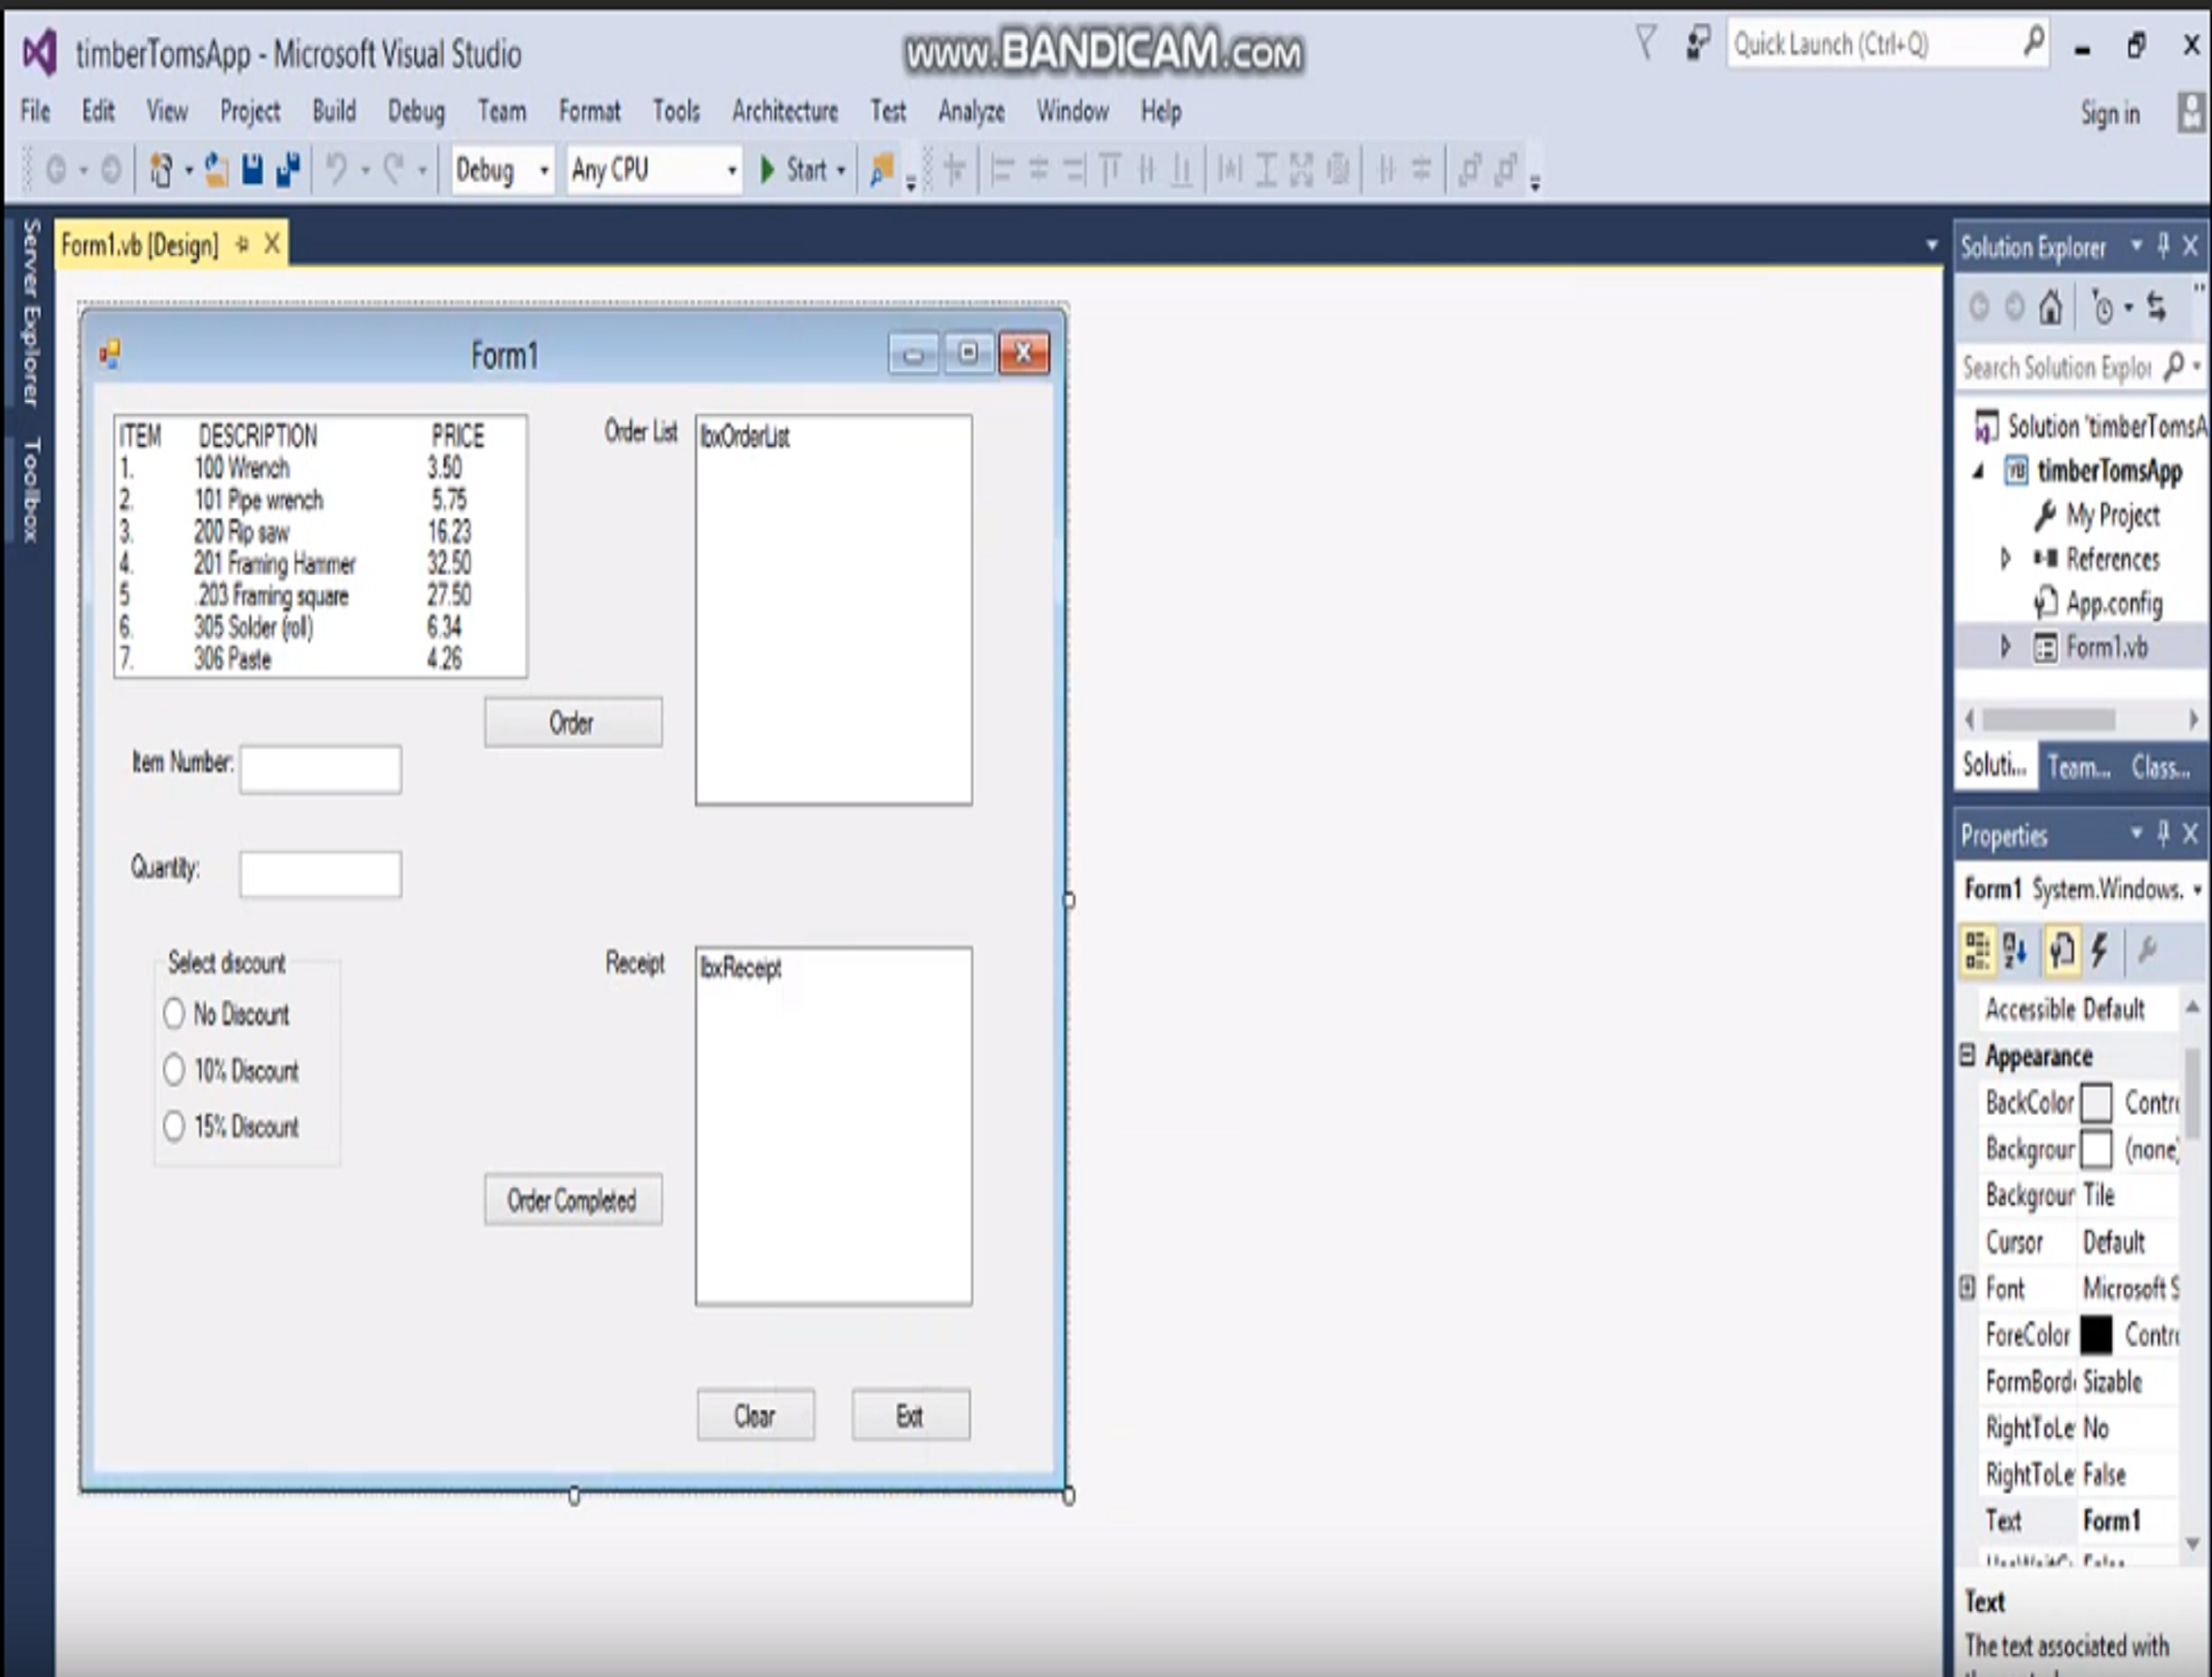 timberTomsApp - Microsoft Visual Studio
www.BANDICAM.com
Quick Launch (Ctrl+Q)
File Edit View Project Build Debug Team Format Tools Architecture Test Analyze Window Help
Sign in
Debug Any CPU Start
Server Explorer
Toolbox
Form1.vb [Design]
Form1
ITEM DESCRIPTION PRICE
1. 100 Wrench 3.50
2. 101 Pipe wrench 5.75
3. 200 Rip saw 16.23
4. 201 Framing Hammer 32.50
5 .203 Framing square 27.50
6. 305 Solder (roll) 6.34
7. 306 Paste 4.26
Order List
lbxOrderList
Order
Item Number:
Quantity:
Select discount
No Discount
10% Discount
15% Discount
Receipt
lbxReceipt
Order Completed
Clear Exit
Solution Explorer
Search Solution Explor
Solution 'timberTomsA
VB timberTomsApp
My Project
References
App.config
Form1.vb
Soluti... Team... Class...
Properties
Form1 System.Windows.
Accessible Default
Appearance
BackColor Contro
Backgroun (none)
Backgroun Tile
Cursor Default
Font Microsoft S
ForeColor Contro
FormBord Sizable
RightToLe No
RightToLe False
Text Form1
Text
The text associated with